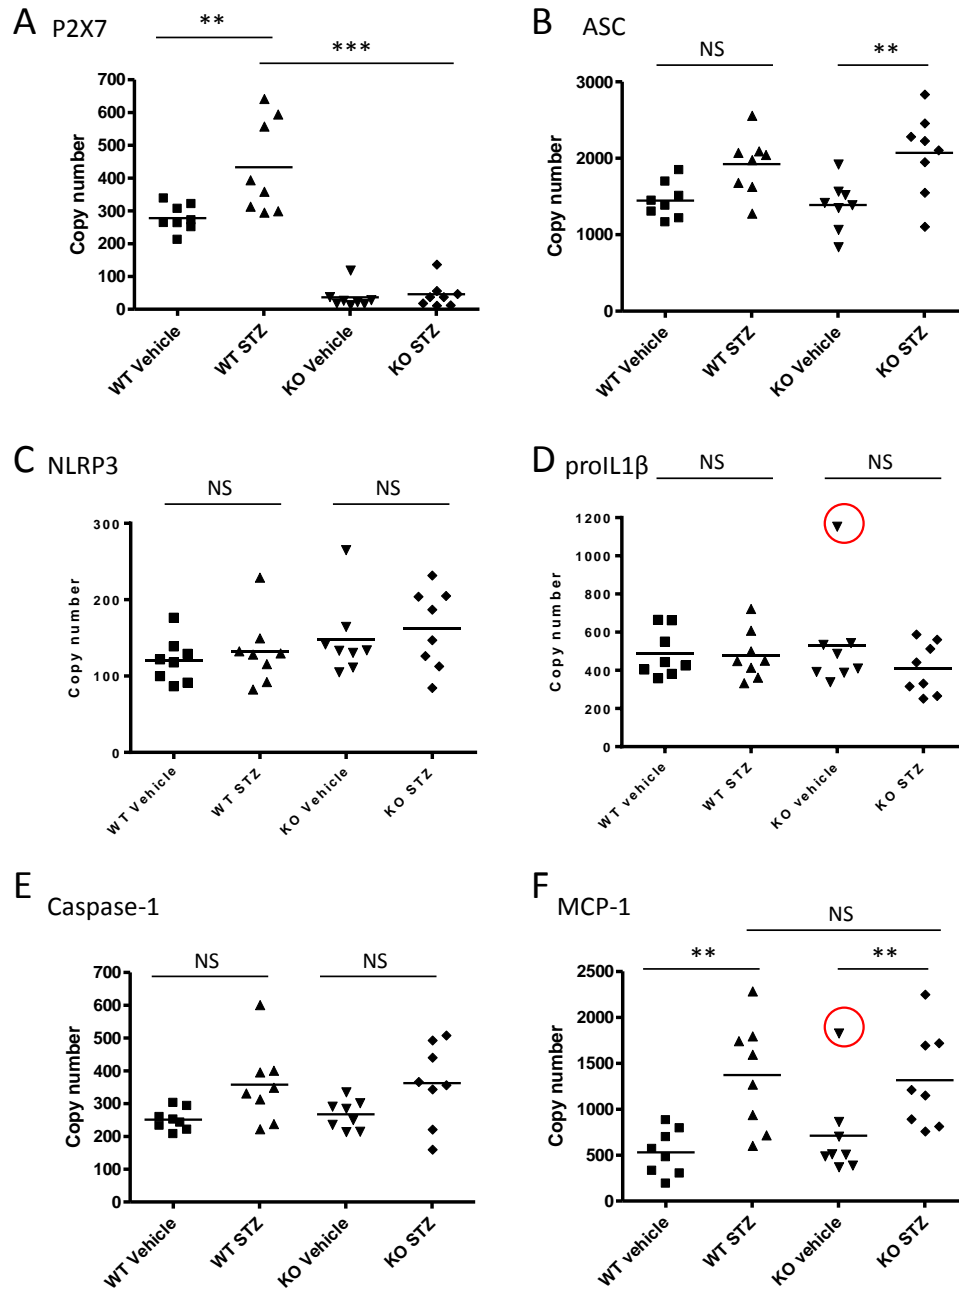 A P2X7
** ***
Copy number
700
600
500
400
300
200
100
0
WT Vehicle
WT STZ
KO Vehicle
KO STZ
B ASC
NS **
Copy number
3000
2000
1000
0
WT Vehicle
WT STZ
KO Vehicle
KO STZ
C NLRP3
NS NS
Copy number
300
200
100
0
WT Vehicle
WT STZ
KO Vehicle
KO STZ
D proIL1β
NS NS
Copy number
1200
1000
800
600
400
200
0
WT vehicle
WT STZ
KO vehicle
KO STZ
E Caspase-1
NS NS
Copy number
700
600
500
400
300
200
100
0
WT Vehicle
WT STZ
KO Vehicle
KO STZ
F MCP-1
NS
** **
Copy number
2500
2000
1500
1000
500
0
WT vehicle
WT STZ
KO vehicle
KO STZ